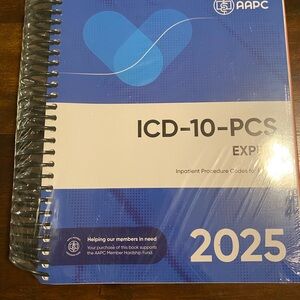 AAPC
ICD-10-PCS
Inpatient Procedure Codes for
Helping our members in need
Your purchase of this book supports
the AAPC Member Hardship Fund.
2025